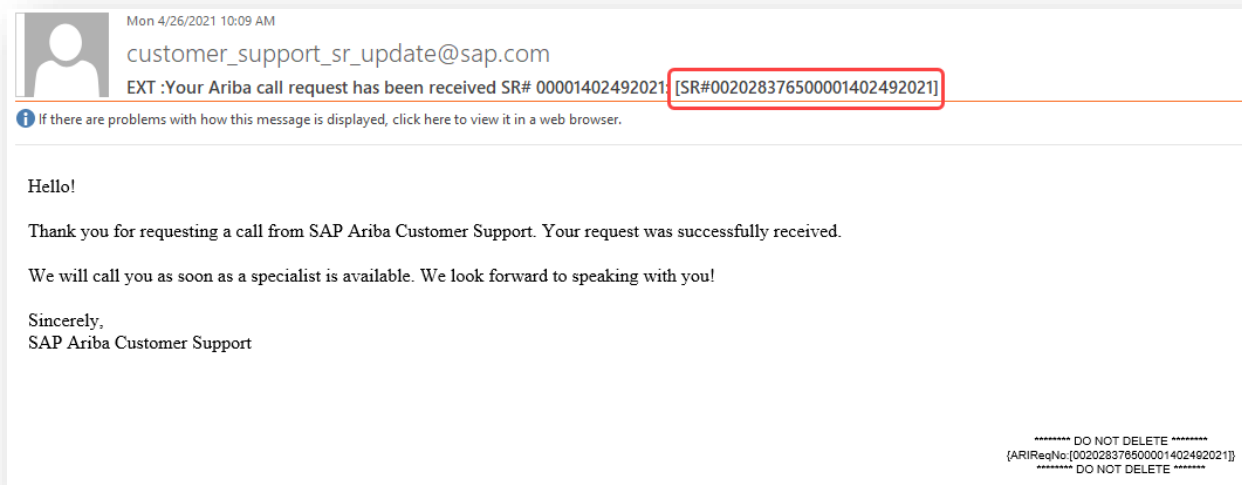 Mon 4/26/2021 10:09 AM
customer_support_sr_update@sap.com
EXT :Your Ariba call request has been received SR# 00001402492021: [SR#002028376500001402492021]
If there are problems with how this message is displayed, click here to view it in a web browser.
Hello!
Thank you for requesting a call from SAP Ariba Customer Support. Your request was successfully received.
We will call you as soon as a specialist is available. We look forward to speaking with you!
Sincerely,
SAP Ariba Customer Support
******** DO NOT DELETE ********
{ARIReqNo:[002028376500001402492021]}
******** DO NOT DELETE *******